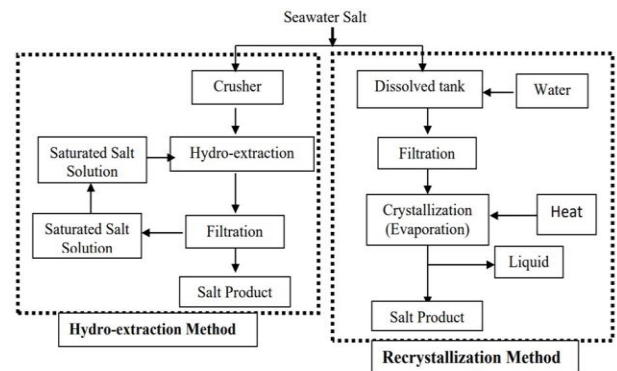 Seawater Salt
Crusher
Saturated Salt
Solution
Hydro-extraction
Saturated Salt
Solution
Filtration
Salt Product
Hydro-extraction Method
Dissolved tank
Water
Filtration
Crystallization
(Evaporation)
Heat
Liquid
Salt Product
Recrystallization Method